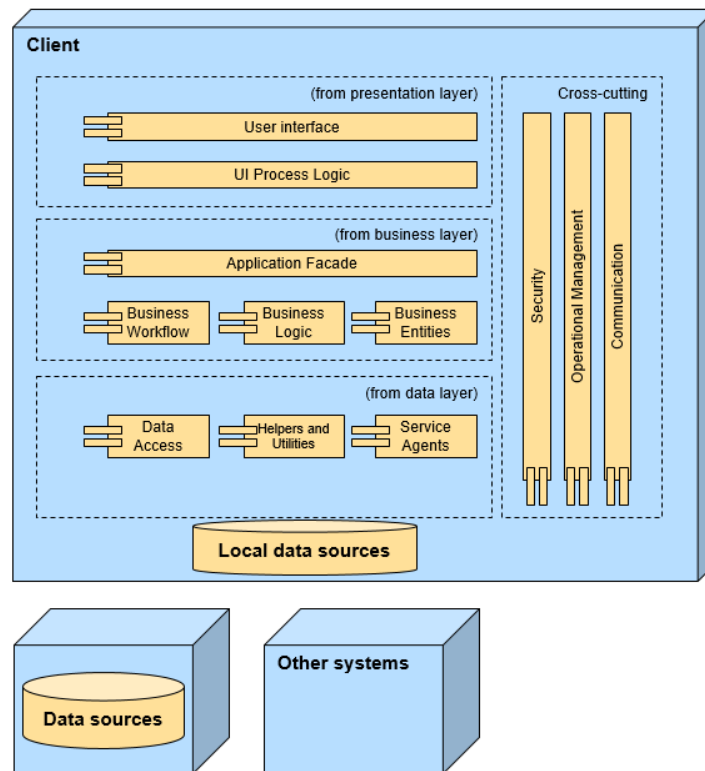 Client
(from presentation layer)
User interface
UI Process Logic
(from business layer)
Application Facade
Business
Workflow
Business
Logic
Business
Entities
(from data layer)
Data
Access
Helpers and
Utilities
Service
Agents
Cross-cutting
Security
Operational Management
Communication
Local data sources
Data sources
Other systems